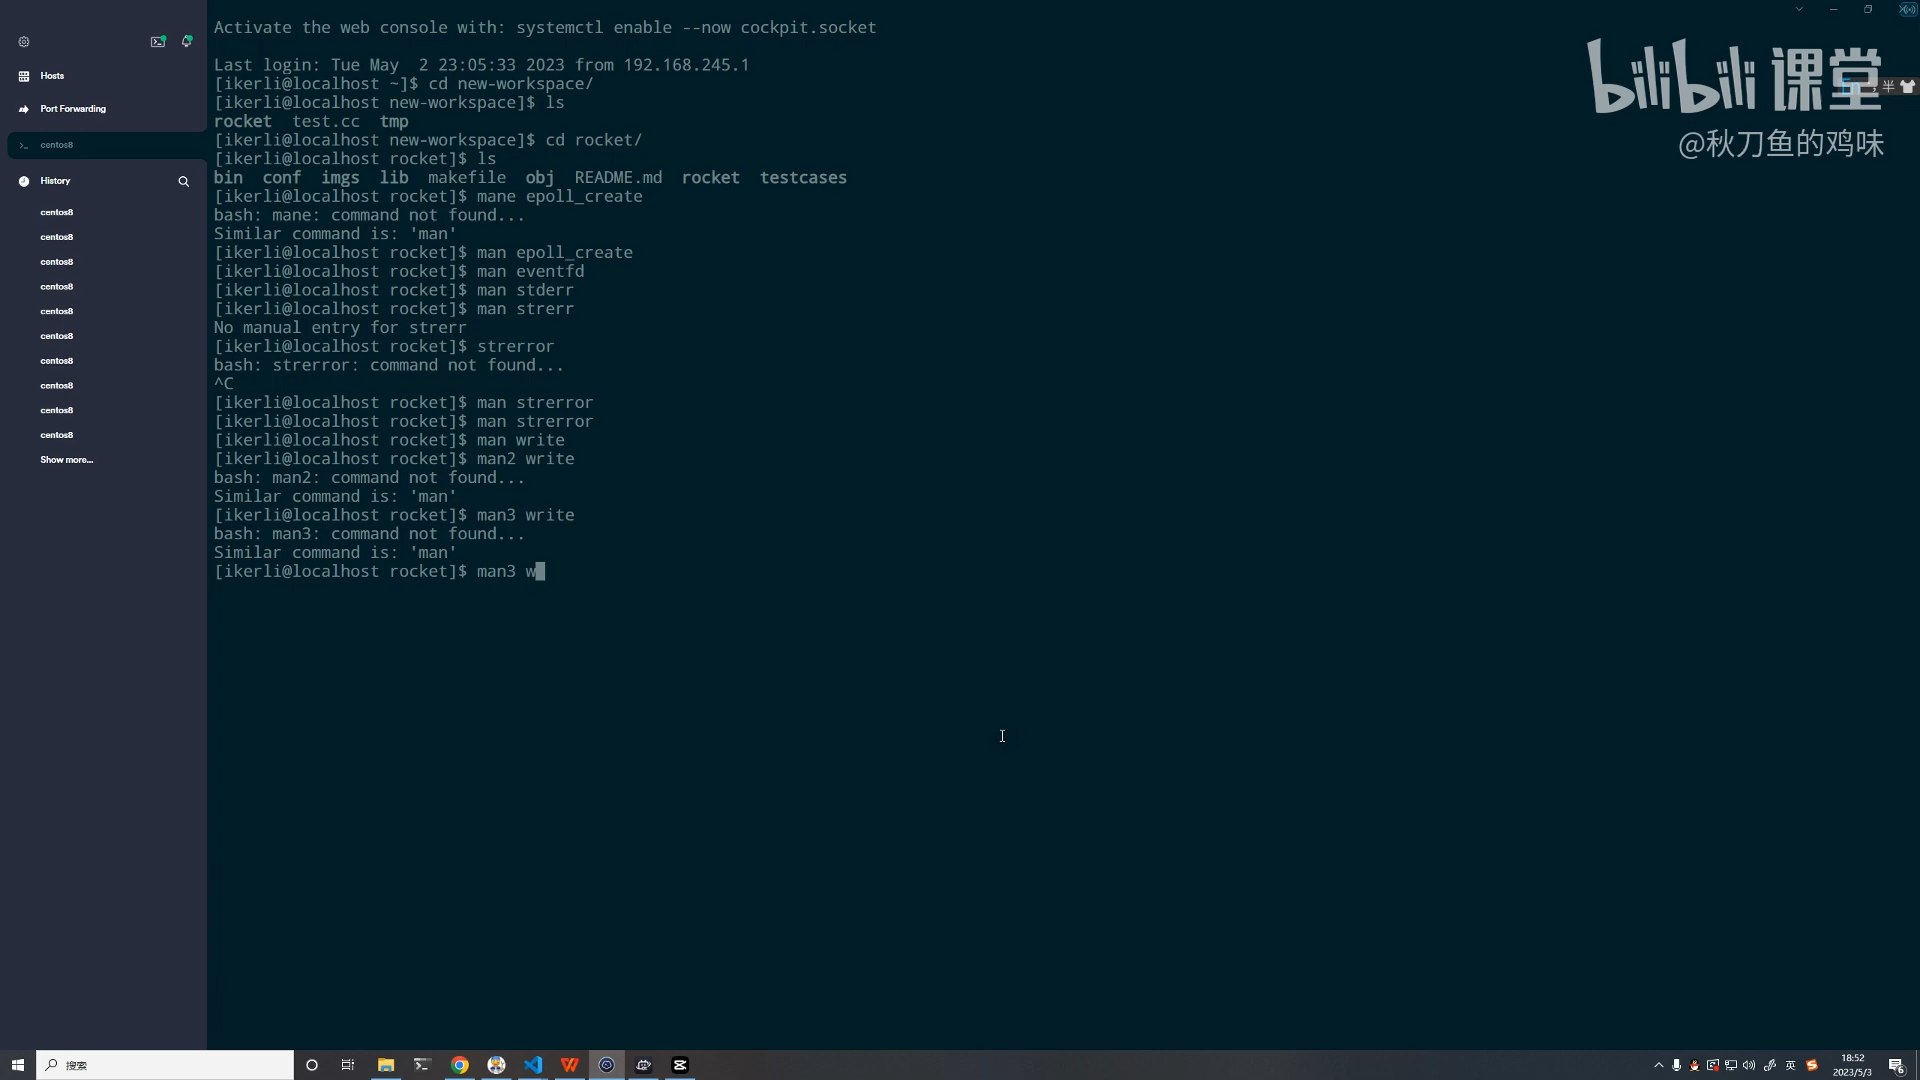 Hosts
Port Forwarding
centos8
History
centos8
centos8
centos8
centos8
centos8
centos8
centos8
centos8
centos8
centos8
Show more...
Activate the web console with: systemctl enable --now cockpit.socket
Last login: Tue May  2 23:05:33 2023 from 192.168.245.1
[ikerli@localhost ~]$ cd new-workspace/
[ikerli@localhost new-workspace]$ ls
rocket  test.cc  tmp
[ikerli@localhost new-workspace]$ cd rocket/
[ikerli@localhost rocket]$ ls
bin  conf  imgs  lib  makefile  obj  README.md  rocket  testcases
[ikerli@localhost rocket]$ mane epoll_create
bash: mane: command not found...
Similar command is: 'man'
[ikerli@localhost rocket]$ man epoll_create
[ikerli@localhost rocket]$ man eventfd
[ikerli@localhost rocket]$ man stderr
[ikerli@localhost rocket]$ man strerr
No manual entry for strerr
[ikerli@localhost rocket]$ strerror
bash: strerror: command not found...
^C
[ikerli@localhost rocket]$ man strerror
[ikerli@localhost rocket]$ man strerror
[ikerli@localhost rocket]$ man write
[ikerli@localhost rocket]$ man2 write
bash: man2: command not found...
Similar command is: 'man'
[ikerli@localhost rocket]$ man3 write
bash: man3: command not found...
Similar command is: 'man'
[ikerli@localhost rocket]$ man3 w
bilibili 课堂
En 半
@秋刀鱼的鸡味
搜索
英
18:52
2023/5/3
6